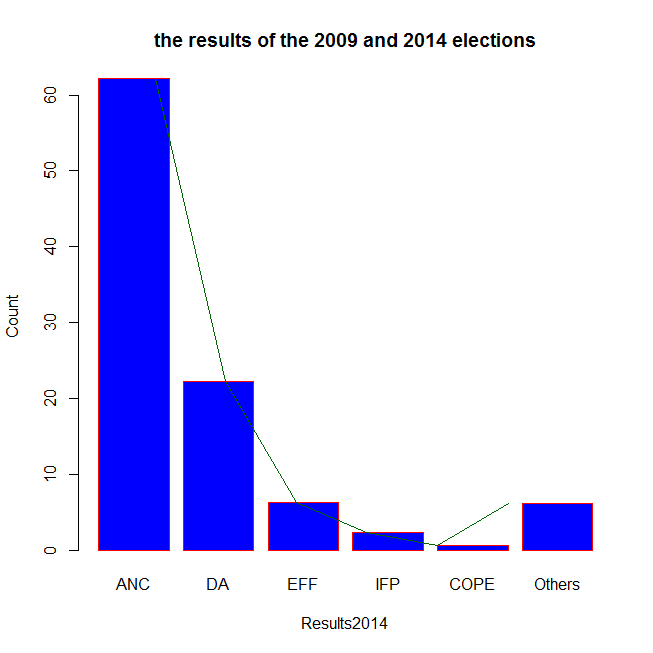 the results of the 2009 and 2014 elections
Count
60
50
40
30
20
10
0
ANC DA EFF IFP COPE Others
Results2014